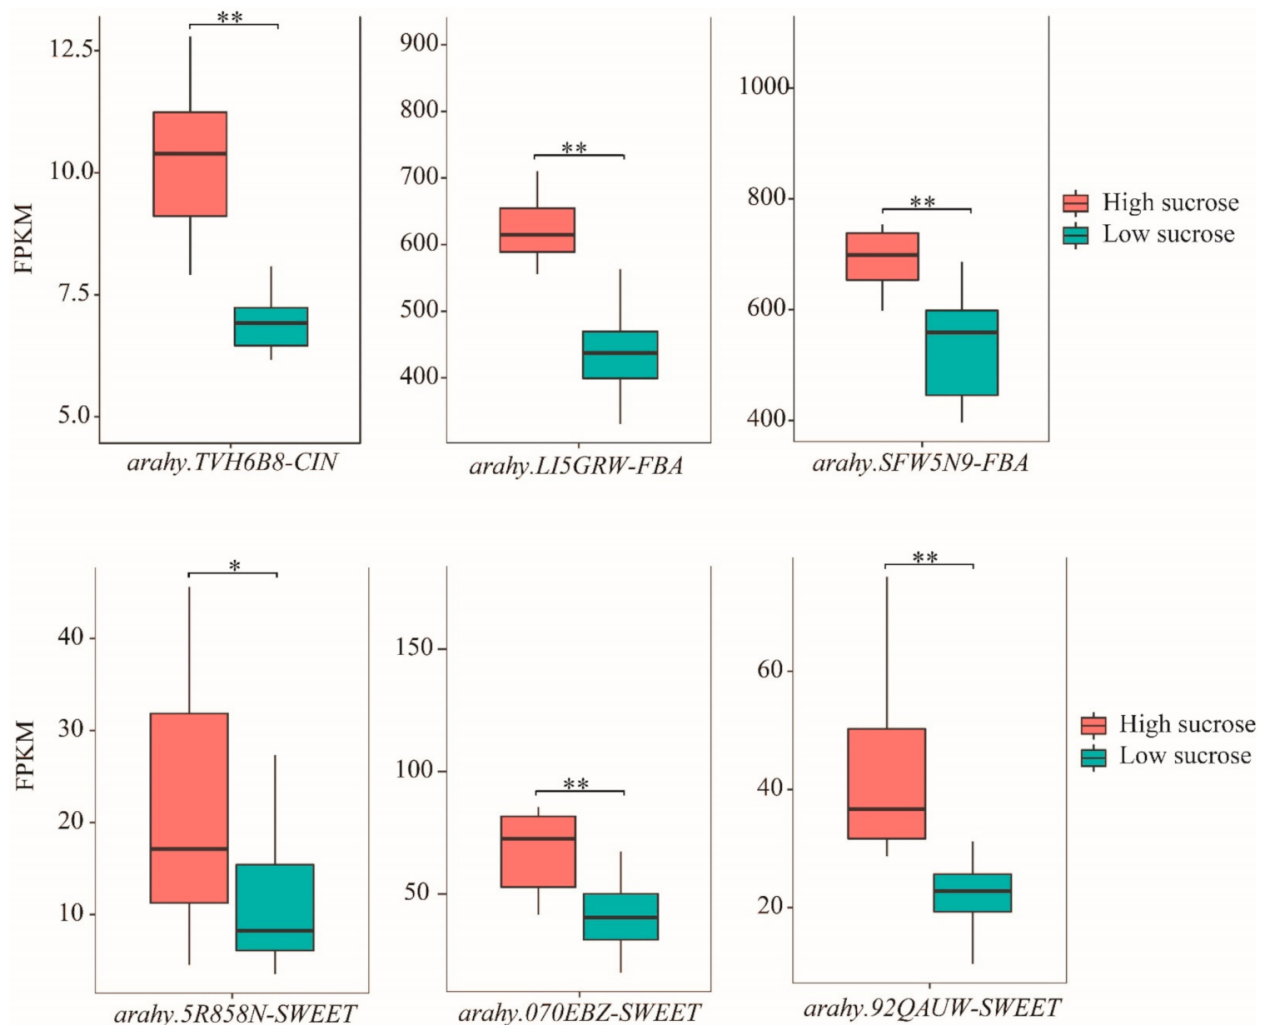 **
12.5
10.0
7.5
5.0
FPKM
arahy.TVH6B8-CIN
**
900
800
700
600
500
400
arahy.LI5GRW-FBA
**
1000
800
600
400
arahy.SFW5N9-FBA
High sucrose
Low sucrose
*
40
30
20
10
FPKM
arahy.5R858N-SWEET
**
150
100
50
arahy.070EBZ-SWEET
**
60
40
20
arahy.92QAUW-SWEET
High sucrose
Low sucrose